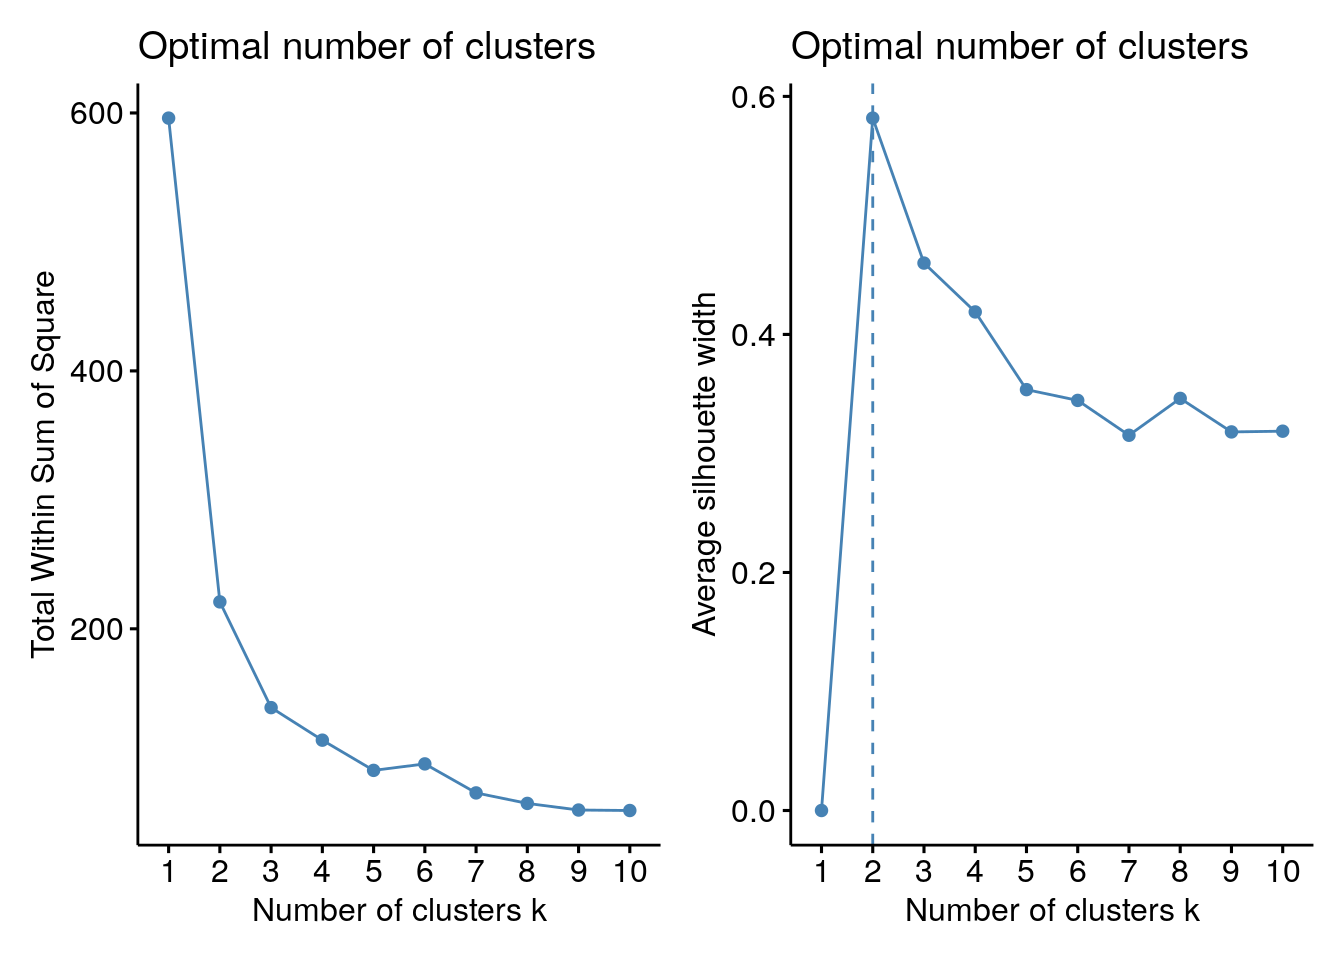 Optimal number of clusters
600
400
200
Total Within Sum of Square
1 2 3 4 5 6 7 8 9 10
Number of clusters k
Optimal number of clusters
0.6
0.4
0.2
0.0
Average silhouette width
1 2 3 4 5 6 7 8 9 10
Number of clusters k